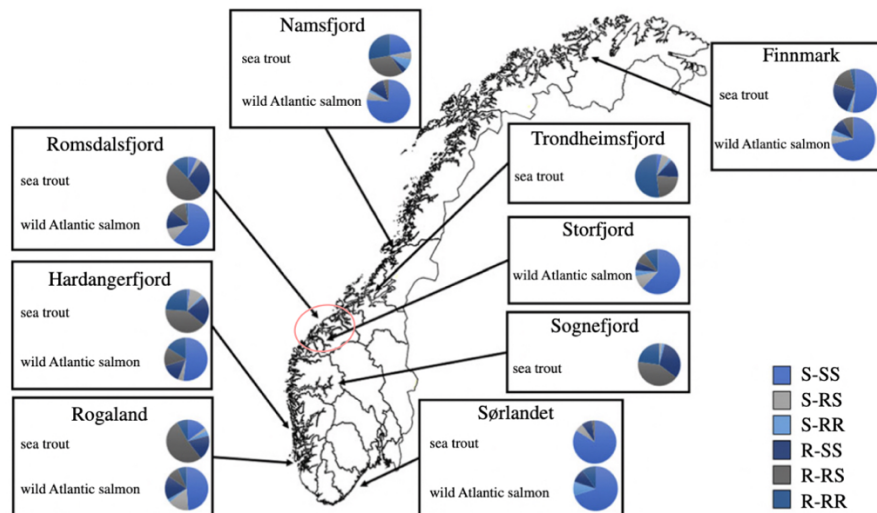 Namsfjord
sea trout
wild Atlantic salmon
Finnmark
sea trout
wild Atlantic salmon
Romsdalsfjord
sea trout
wild Atlantic salmon
Trondheimsfjord
sea trout
Storfjord
wild Atlantic salmon
Hardangerfjord
sea trout
wild Atlantic salmon
Sognefjord
sea trout
Rogaland
sea trout
wild Atlantic salmon
Sørlandet
sea trout
wild Atlantic salmon
S-SS
S-RS
S-RR
R-SS
R-RS
R-RR